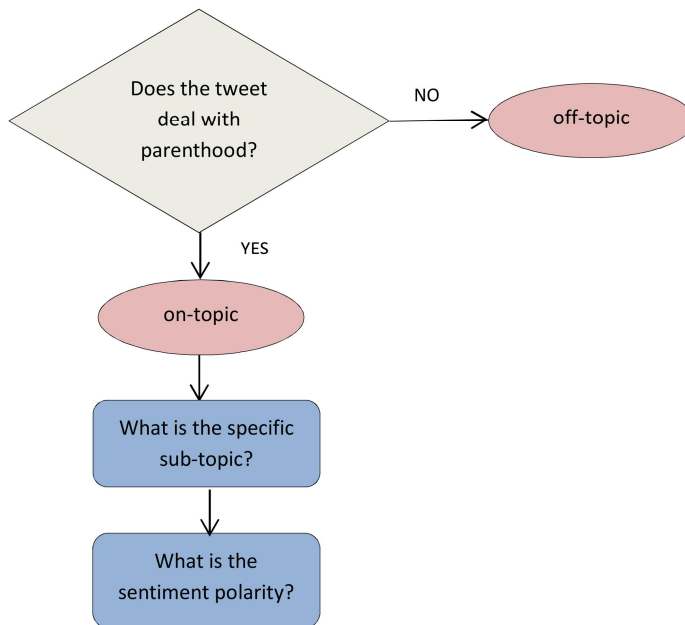 Does the tweet
deal with
parenthood?
NO
off-topic
YES
on-topic
What is the specific
sub-topic?
What is the
sentiment polarity?